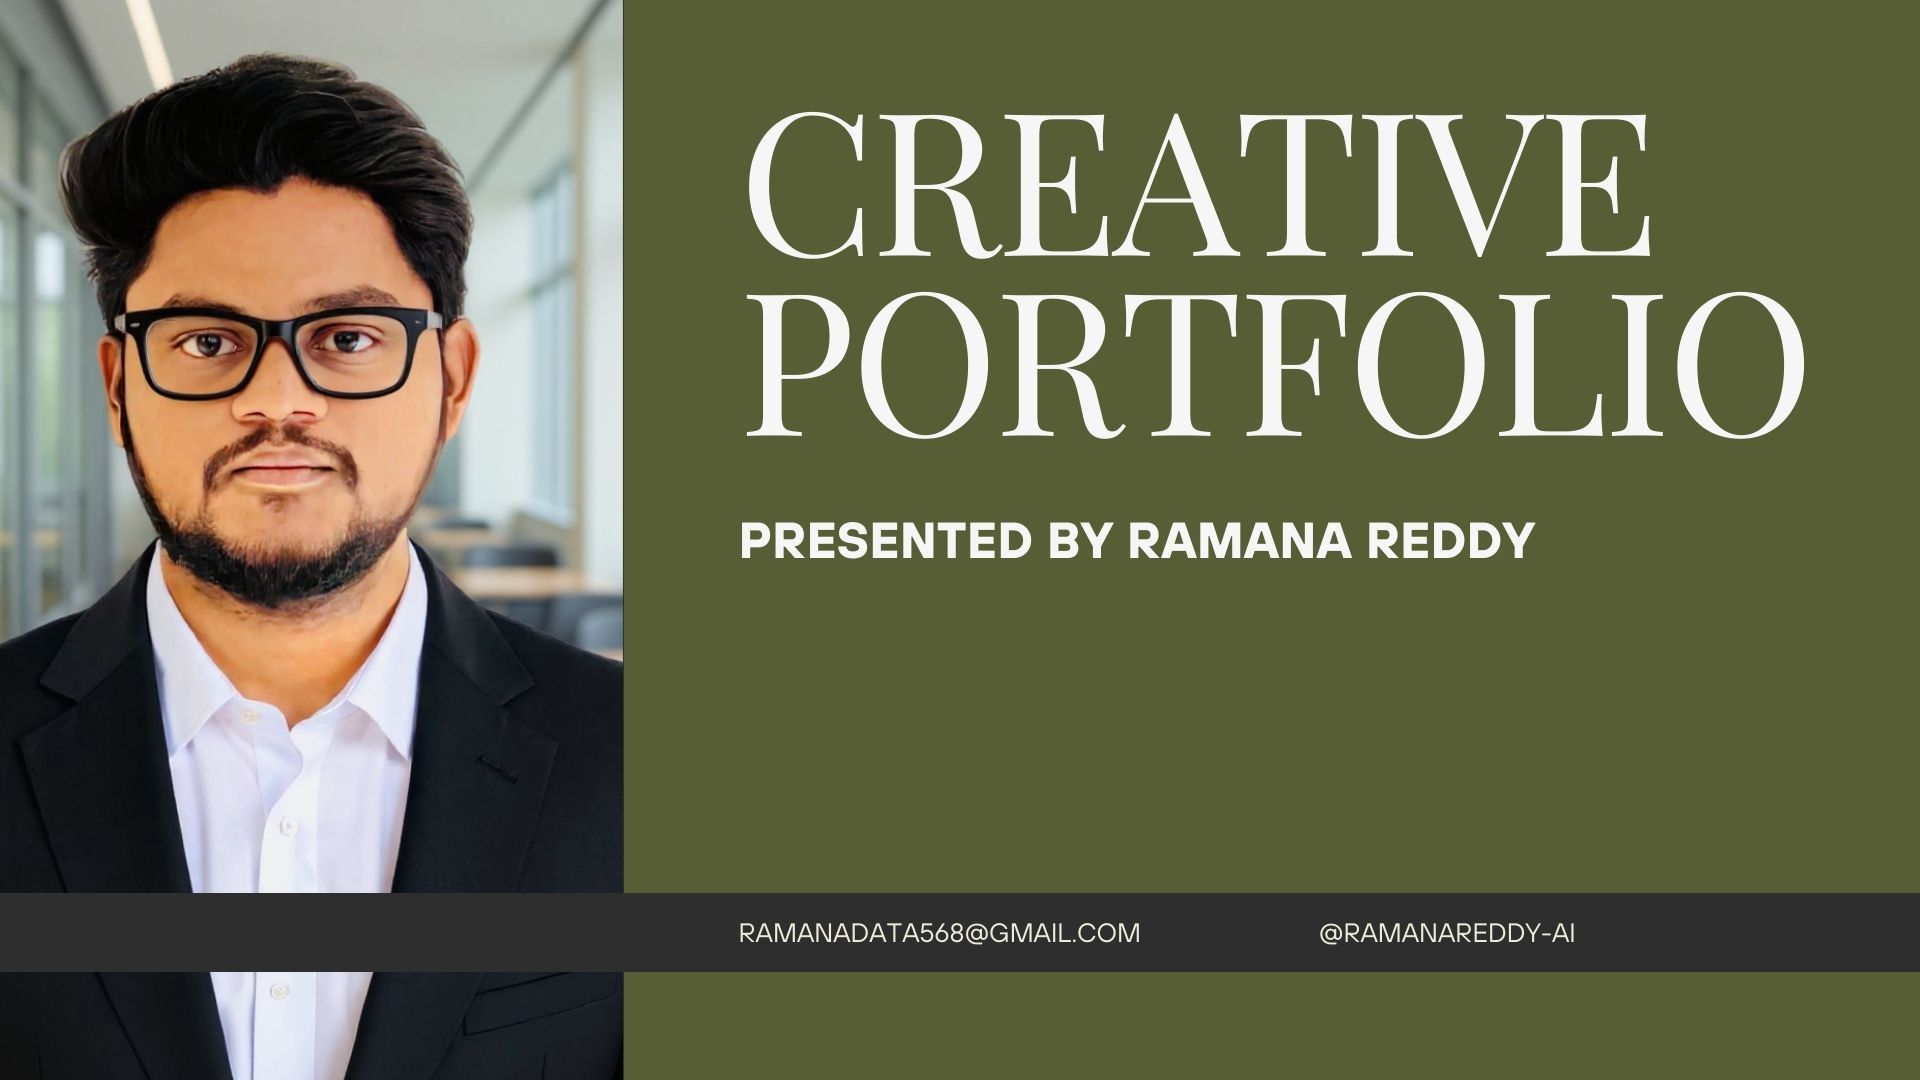 CREATIVE
PORTFOLIO
PRESENTED BY RAMANA REDDY
RAMANADATA568@GMAIL.COM
@RAMANAREDDY-AI